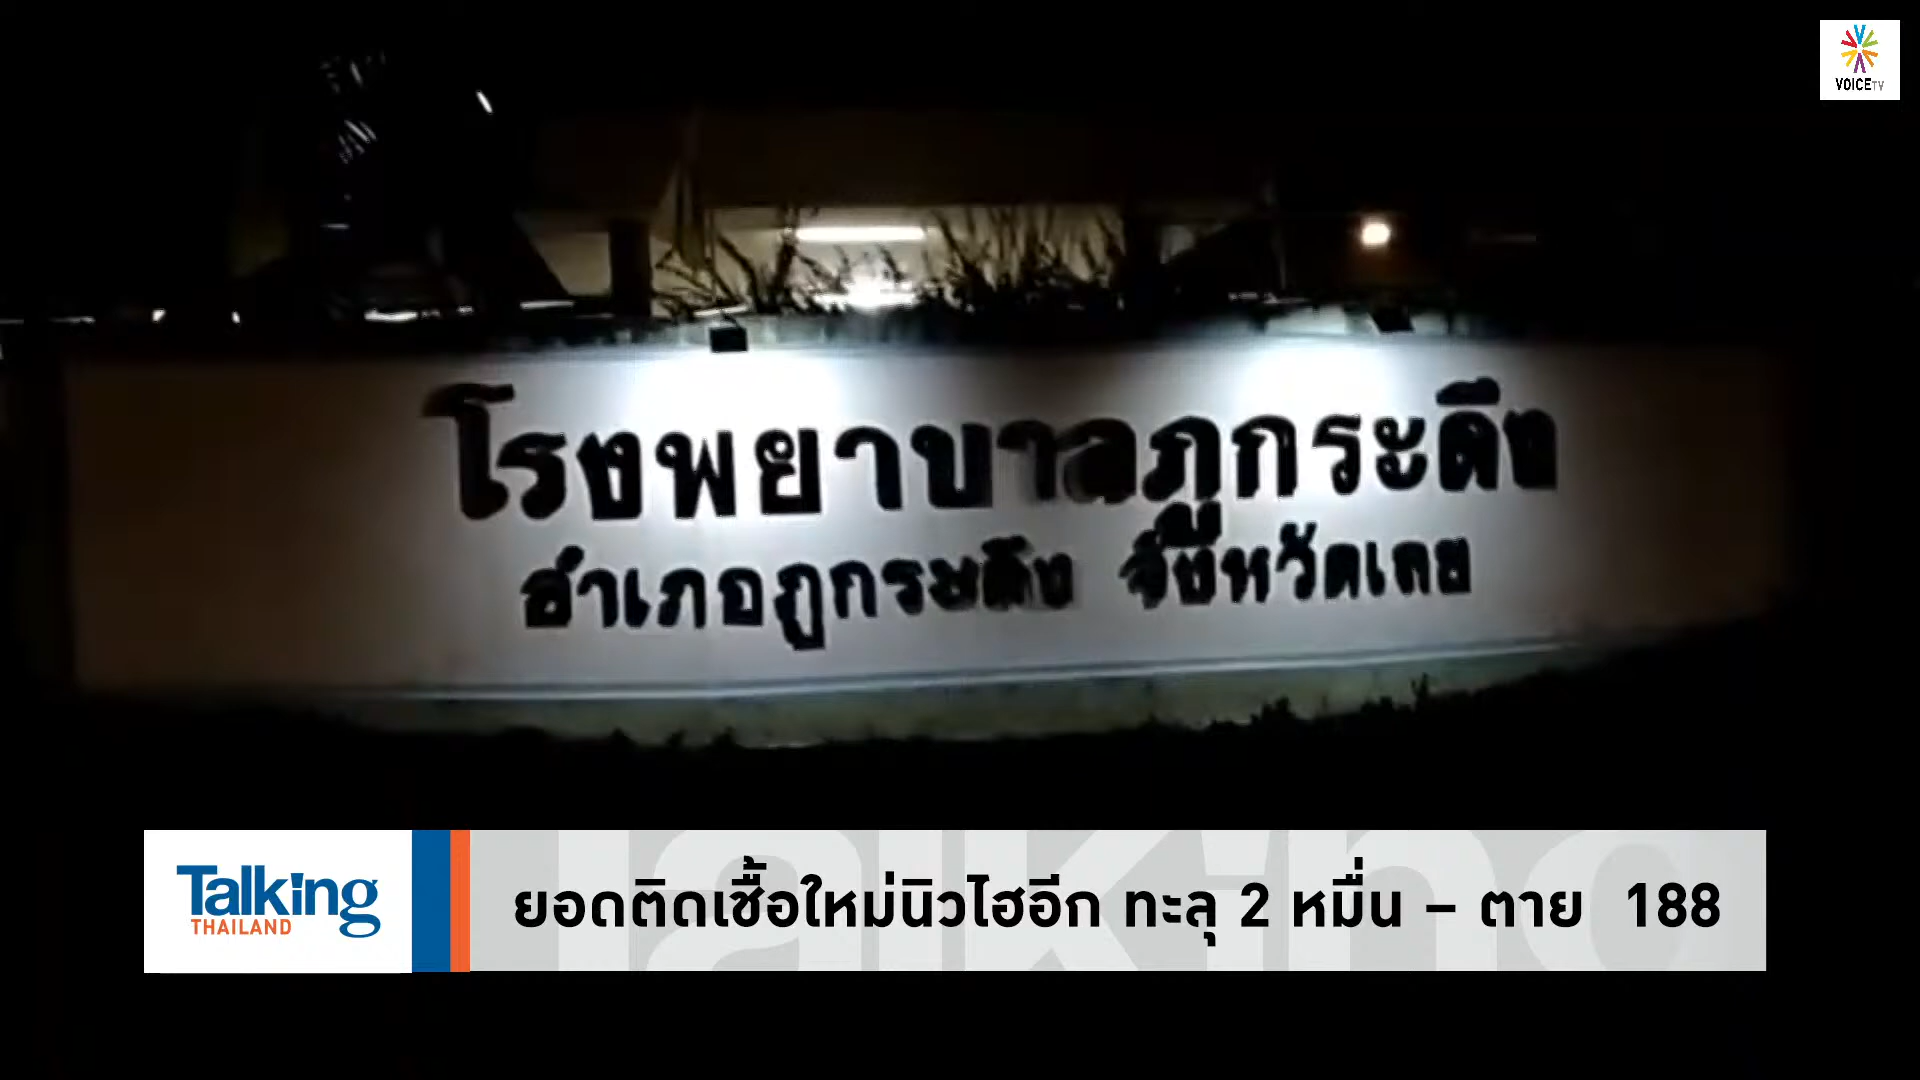 VOICE TV
โรงพยาบาลภูกระดึง
อำเภอภูกระดึง จังหวัดเลย
Talking
THAILAND
ยอดติดเชื้อใหม่นิวไฮอีก ทะลุ 2 หมื่น – ตาย 188